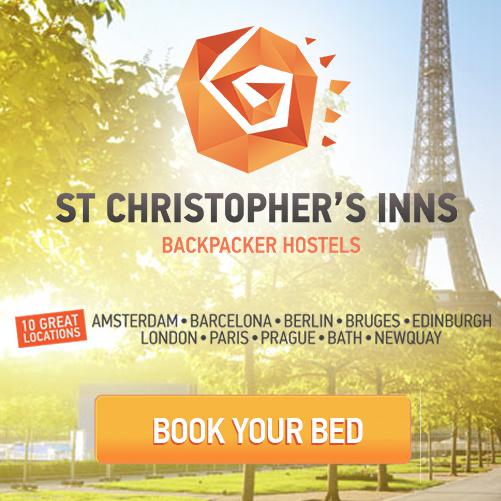 ST CHRISTOPHER'S INNS
BACKPACKER HOSTELS
10 GREAT
LOCATIONS
AMSTERDAM • BARCELONA • BERLIN • BRUGES • EDINBURGH
LONDON • PARIS • PRAGUE • BATH • NEWQUAY
BOOK YOUR BED